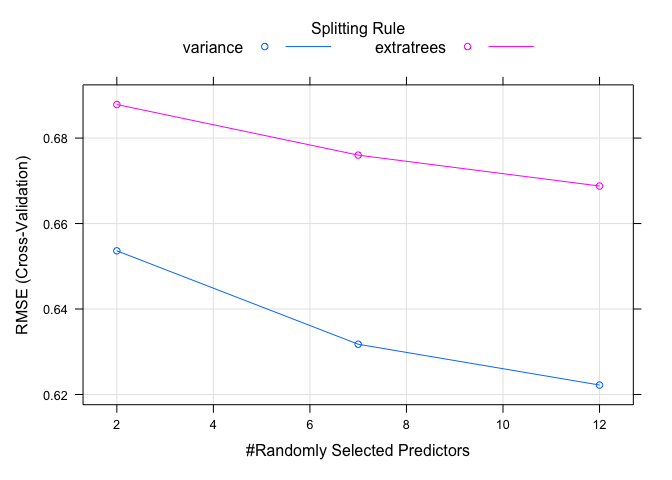 Splitting Rule
variance extratrees
0.68
0.66
0.64
0.62
RMSE (Cross-Validation)
2 4 6 8 10 12
#Randomly Selected Predictors